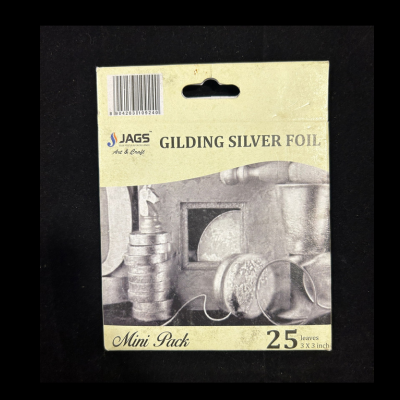 JAGS
Art & Craft
GILDING SILVER FOIL
Mini Pack
25 leaves
3 X 3 inch